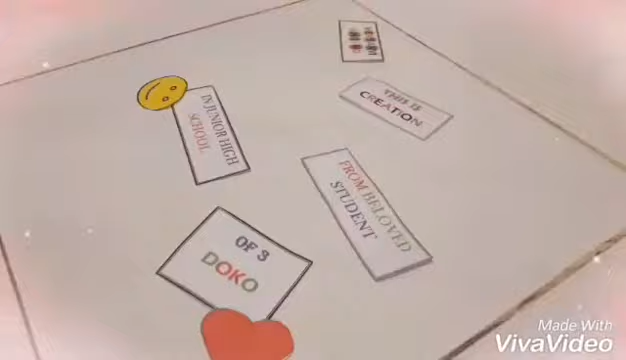 THIS IS
CREATION
IN JUNIOR HIGH
SCHOOL
FROM BELOVED
STUDENT
OF 3
DOKO
Made With
VivaVideo